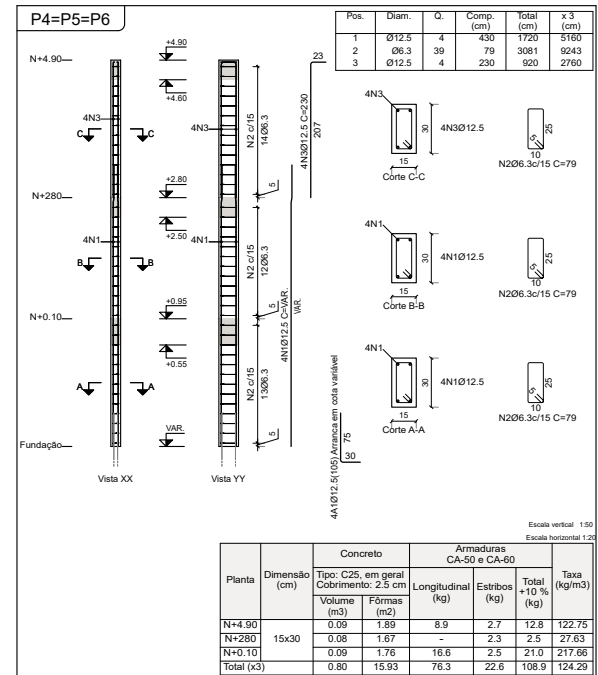 P4=P5=P6
Pos. Diam. Q. Comp. (cm) Total (cm) x 3 (cm)
1 Ø12.5 4 430 1720 5160
2 Ø6.3 39 79 3081 9243
3 Ø12.5 4 230 920 2760
N+4.90
+4.90
+4.60
4N3
4N3
C
C
N2 c/15
14Ø6.3
23
4N3Ø12.5 C=230
207
+2.80
N+280
+2.50
5
4N1
4N1
B
B
N2 c/15
12Ø6.3
4N1Ø12.5 C=VAR.
VAR.
+0.95
N+0.10
+0.55
5
A
A
N2 c/15
13Ø6.3
VAR.
Fundação
5
Vista XX
Vista YY
4A1Ø12.5(105) Arranca em cota variável
75
30
4N3
30
4N3Ø12.5
15
Corte C-C
5
25
10
N2Ø6.3c/15 C=79
4N1
30
4N1Ø12.5
15
Corte B-B
5
25
10
N2Ø6.3c/15 C=79
4N1
30
4N1Ø12.5
15
Corte A-A
5
25
10
N2Ø6.3c/15 C=79
Escala vertical 1:50
Escala horizontal 1:20
Planta
Dimensão (cm)
Concreto
Tipo: C25, em geral
Cobrimento: 2.5 cm
Volume (m3)
Fôrmas (m2)
Armaduras
CA-50 e CA-60
Longitudinal (kg)
Estribos (kg)
Total +10 % (kg)
Taxa (kg/m3)
N+4.90 0.09 1.89 8.9 2.7 12.8 122.75
N+280 15x30 0.08 1.67 - 2.3 2.5 27.63
N+0.10 0.09 1.76 16.6 2.5 21.0 217.66
Total (x3) 0.80 15.93 76.3 22.6 108.9 124.29